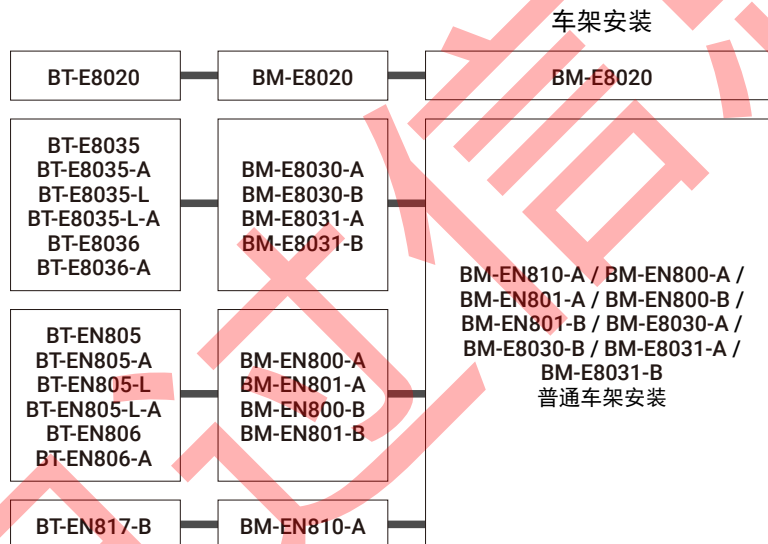 车架安装
BT-E8020
BM-E8020
BM-E8020
BT-E8035
BT-E8035-A
BT-E8035-L
BT-E8035-L-A
BT-E8036
BT-E8036-A
BM-E8030-A
BM-E8030-B
BM-E8031-A
BM-E8031-B
BT-EN805
BT-EN805-A
BT-EN805-L
BT-EN805-L-A
BT-EN806
BT-EN806-A
BM-EN800-A
BM-EN801-A
BM-EN800-B
BM-EN801-B
BT-EN817-B
BM-EN810-A
BM-EN810-A / BM-EN800-A /
BM-EN801-A / BM-EN800-B /
BM-EN801-B / BM-E8030-A /
BM-E8030-B / BM-E8031-A /
BM-E8031-B
普通车架安装
过信